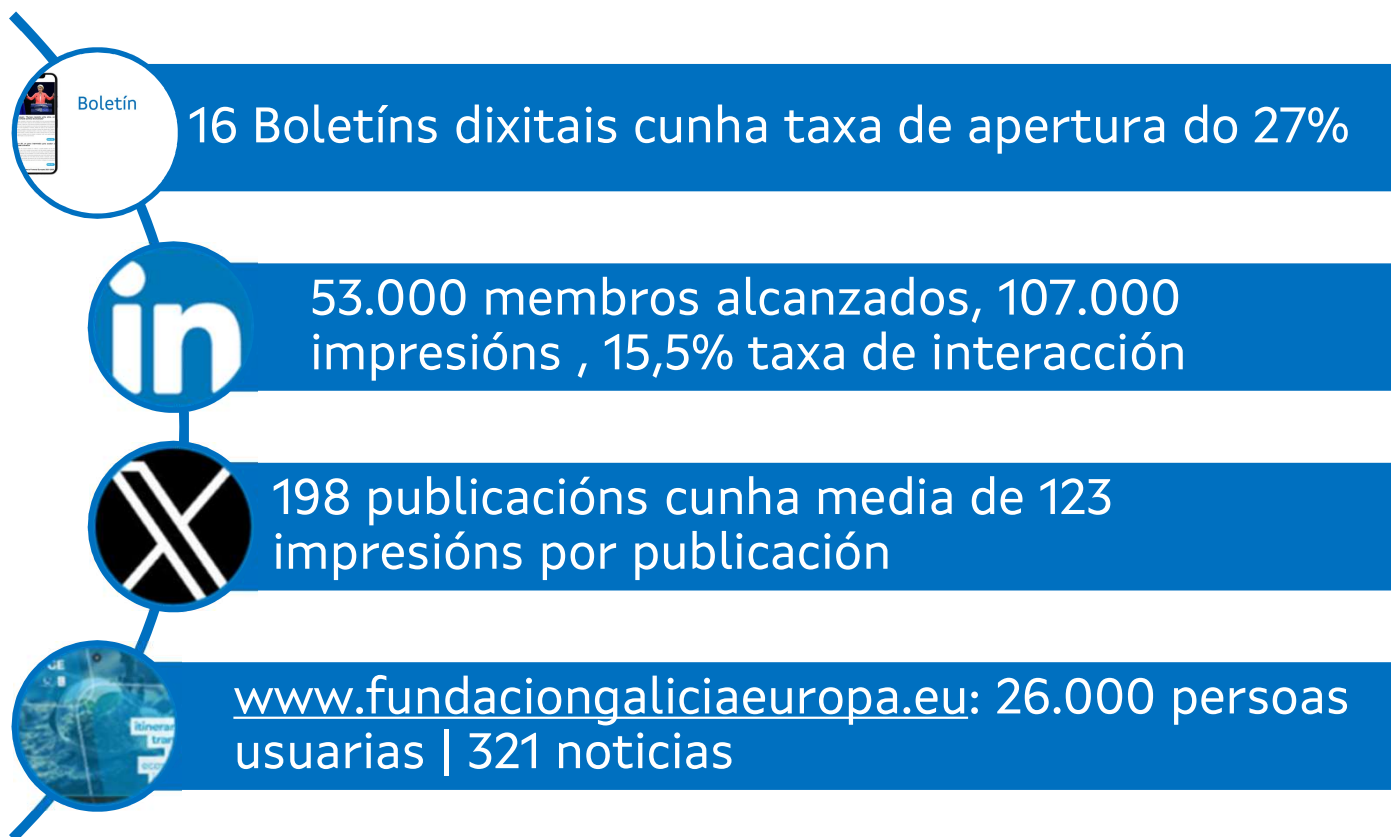 Boletín
16 Boletíns dixitais cunha taxa de apertura do 27%
in
53.000 membros alcanzados, 107.000
impresións , 15,5% taxa de interacción
X
198 publicacións cunha media de 123
impresións por publicación
www.fundaciongaliciaeuropa.eu: 26.000 persoas
usuarias | 321 noticias